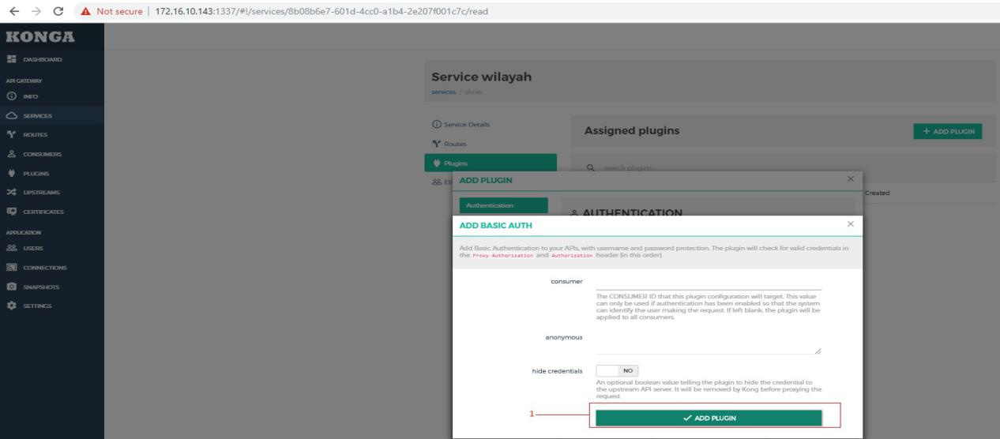 Not secure | 172.16.10.143:1337/#!/services/8b08b6e7-601d-4cc0-a1b4-2e207f001c7c/read
KONGA
DASHBOARD
API GATEWAY
INFO
SERVICES
ROUTES
CONSUMERS
PLUGINS
UPSTREAMS
CERTIFICATES
APPLICATION
USERS
CONNECTIONS
SNAPSHOTS
SETTINGS
Service wilayah
services / show
Service Details
Routes
Plugins
Eli
Assigned plugins
+ ADD PLUGIN
search plugins...
Created
ADD PLUGIN
Authentication
AUTHENTICATION
ADD BASIC AUTH
Add Basic Authentication to your APIs, with username and password protection. The plugin will check for valid credentials in
the Proxy-Authorization and Authorization header (in this order).
consumer
The CONSUMER ID that this plugin configuration will target. This value
can only be used if authentication has been enabled so that the system
can identify the user making the request. If left blank, the plugin will be
applied to all consumers.
anonymous
hide credentials
NO
An optional boolean value telling the plugin to hide the credential to
the upstream API server. It will be removed by Kong before proxying the
request
1
ADD PLUGIN